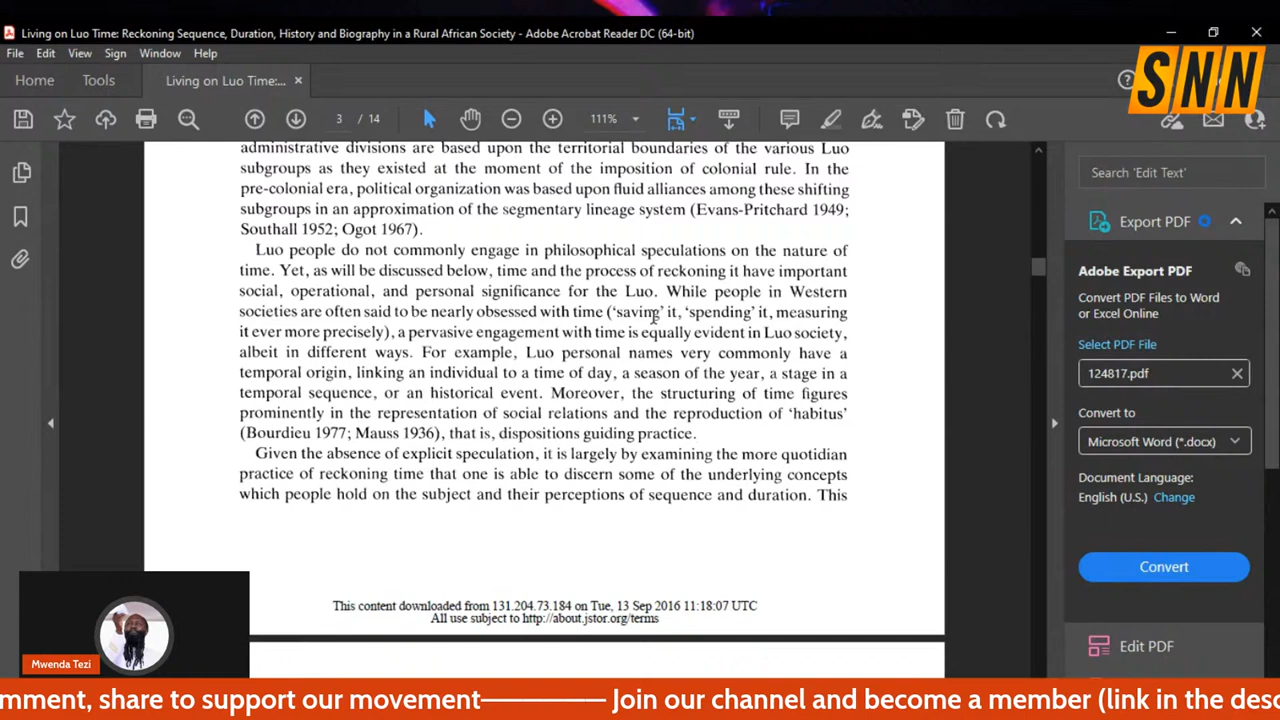 Living on Luo Time: Reckoning Sequence, Duration, History and Biography in a Rural African Society - Adobe Acrobat Reader DC (64-bit)
File Edit View Sign Window Help
SNN
Home Tools Living on Luo Time:...
3 / 14 111%
administrative divisions are based upon the territorial boundaries of the various Luo
subgroups as they existed at the moment of the imposition of colonial rule. In the
pre-colonial era, political organization was based upon fluid alliances among these shifting
subgroups in an approximation of the segmentary lineage system (Evans-Pritchard 1949;
Southall 1952; Ogot 1967).
Luo people do not commonly engage in philosophical speculations on the nature of
time. Yet, as will be discussed below, time and the process of reckoning it have important
social, operational, and personal significance for the Luo. While people in Western
societies are often said to be nearly obsessed with time (‘saving’ it, ‘spending’ it, measuring
it ever more precisely), a pervasive engagement with time is equally evident in Luo society,
albeit in different ways. For example, Luo personal names very commonly have a
temporal origin, linking an individual to a time of day, a season of the year, a stage in a
temporal sequence, or an historical event. Moreover, the structuring of time figures
prominently in the representation of social relations and the reproduction of ‘habitus’
(Bourdieu 1977; Mauss 1936), that is, dispositions guiding practice.
Given the absence of explicit speculation, it is largely by examining the more quotidian
practice of reckoning time that one is able to discern some of the underlying concepts
which people hold on the subject and their perceptions of sequence and duration. This
This content downloaded from 131.204.73.184 on Tue, 13 Sep 2016 11:18:07 UTC
All use subject to http://about.jstor.org/terms
Search 'Edit Text'
Export PDF
Adobe Export PDF
Convert PDF Files to Word
or Excel Online
Select PDF File
124817.pdf
Convert to
Microsoft Word (*.docx)
Document Language:
English (U.S.) Change
Convert
Edit PDF
Mwenda Tezi
mment, share to support our movement————— Join our channel and become a member (link in the desc